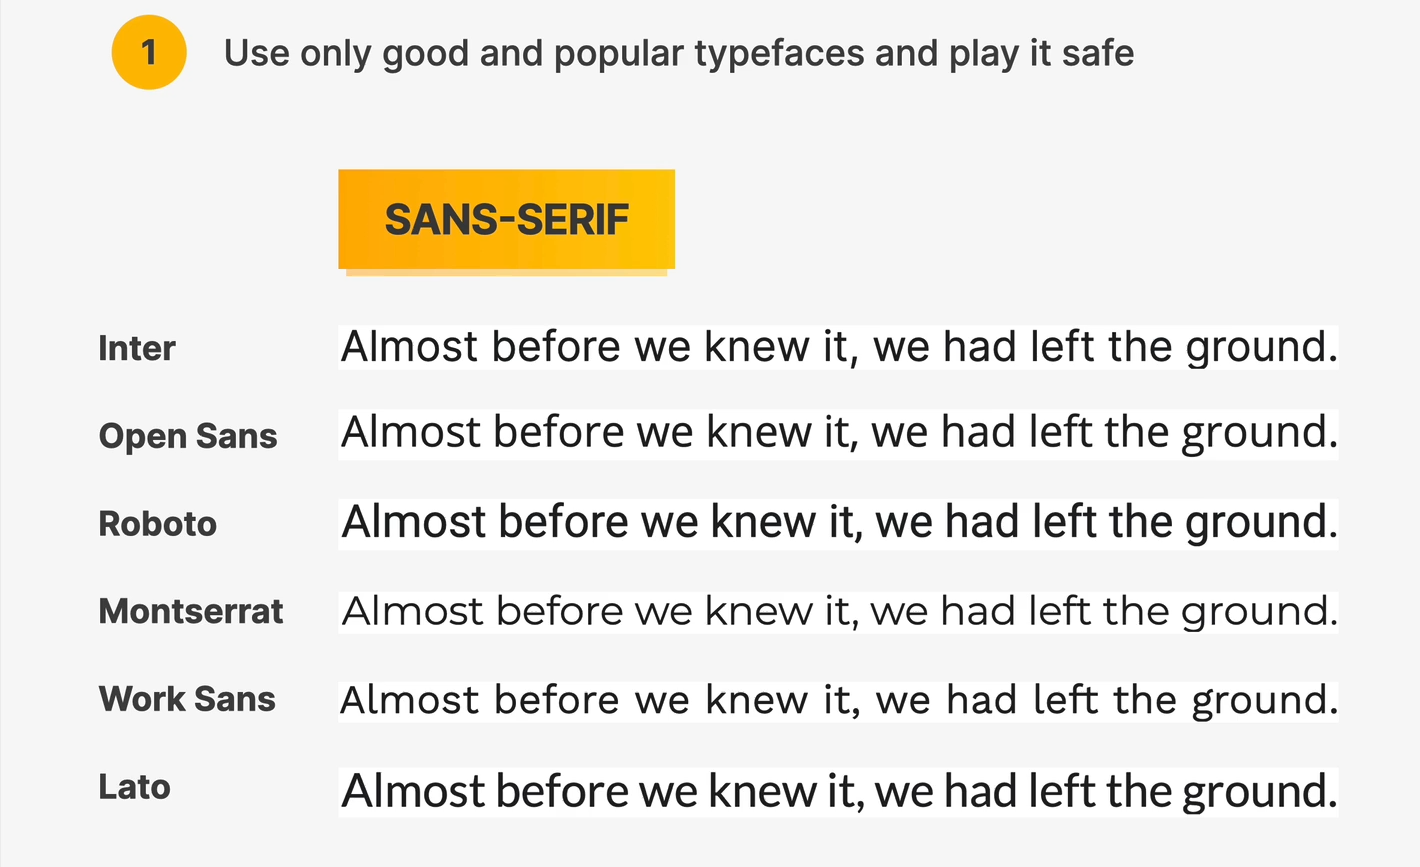 1 Use only good and popular typefaces and play it safe
SANS-SERIF
Inter Almost before we knew it, we had left the ground.
Open Sans Almost before we knew it, we had left the ground.
Roboto Almost before we knew it, we had left the ground.
Montserrat Almost before we knew it, we had left the ground.
Work Sans Almost before we knew it, we had left the ground.
Lato Almost before we knew it, we had left the ground.